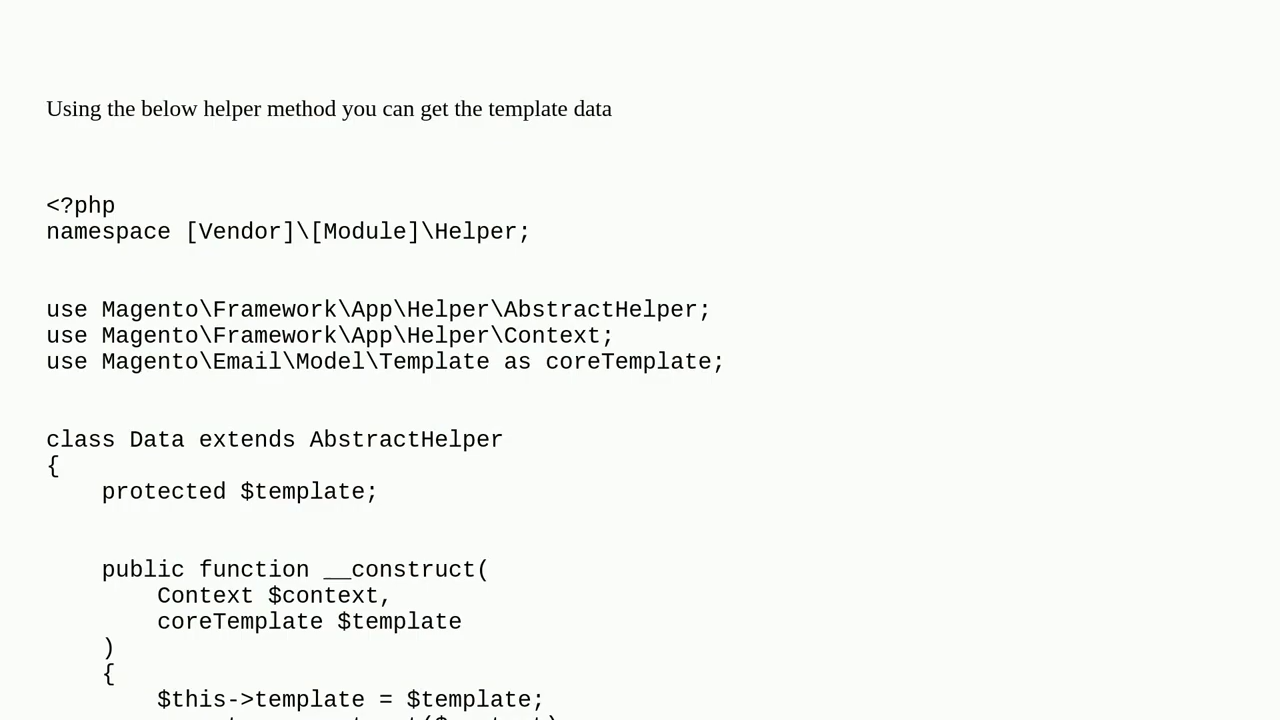 Using the below helper method you can get the template data
<?php
namespace [Vendor]\[Module]\Helper;
use Magento\Framework\App\Helper\AbstractHelper;
use Magento\Framework\App\Helper\Context;
use Magento\Email\Model\Template as coreTemplate;
class Data extends AbstractHelper
{
    protected $template;
    public function __construct(
        Context $context,
        coreTemplate $template
    )
    {
        $this->template = $template;